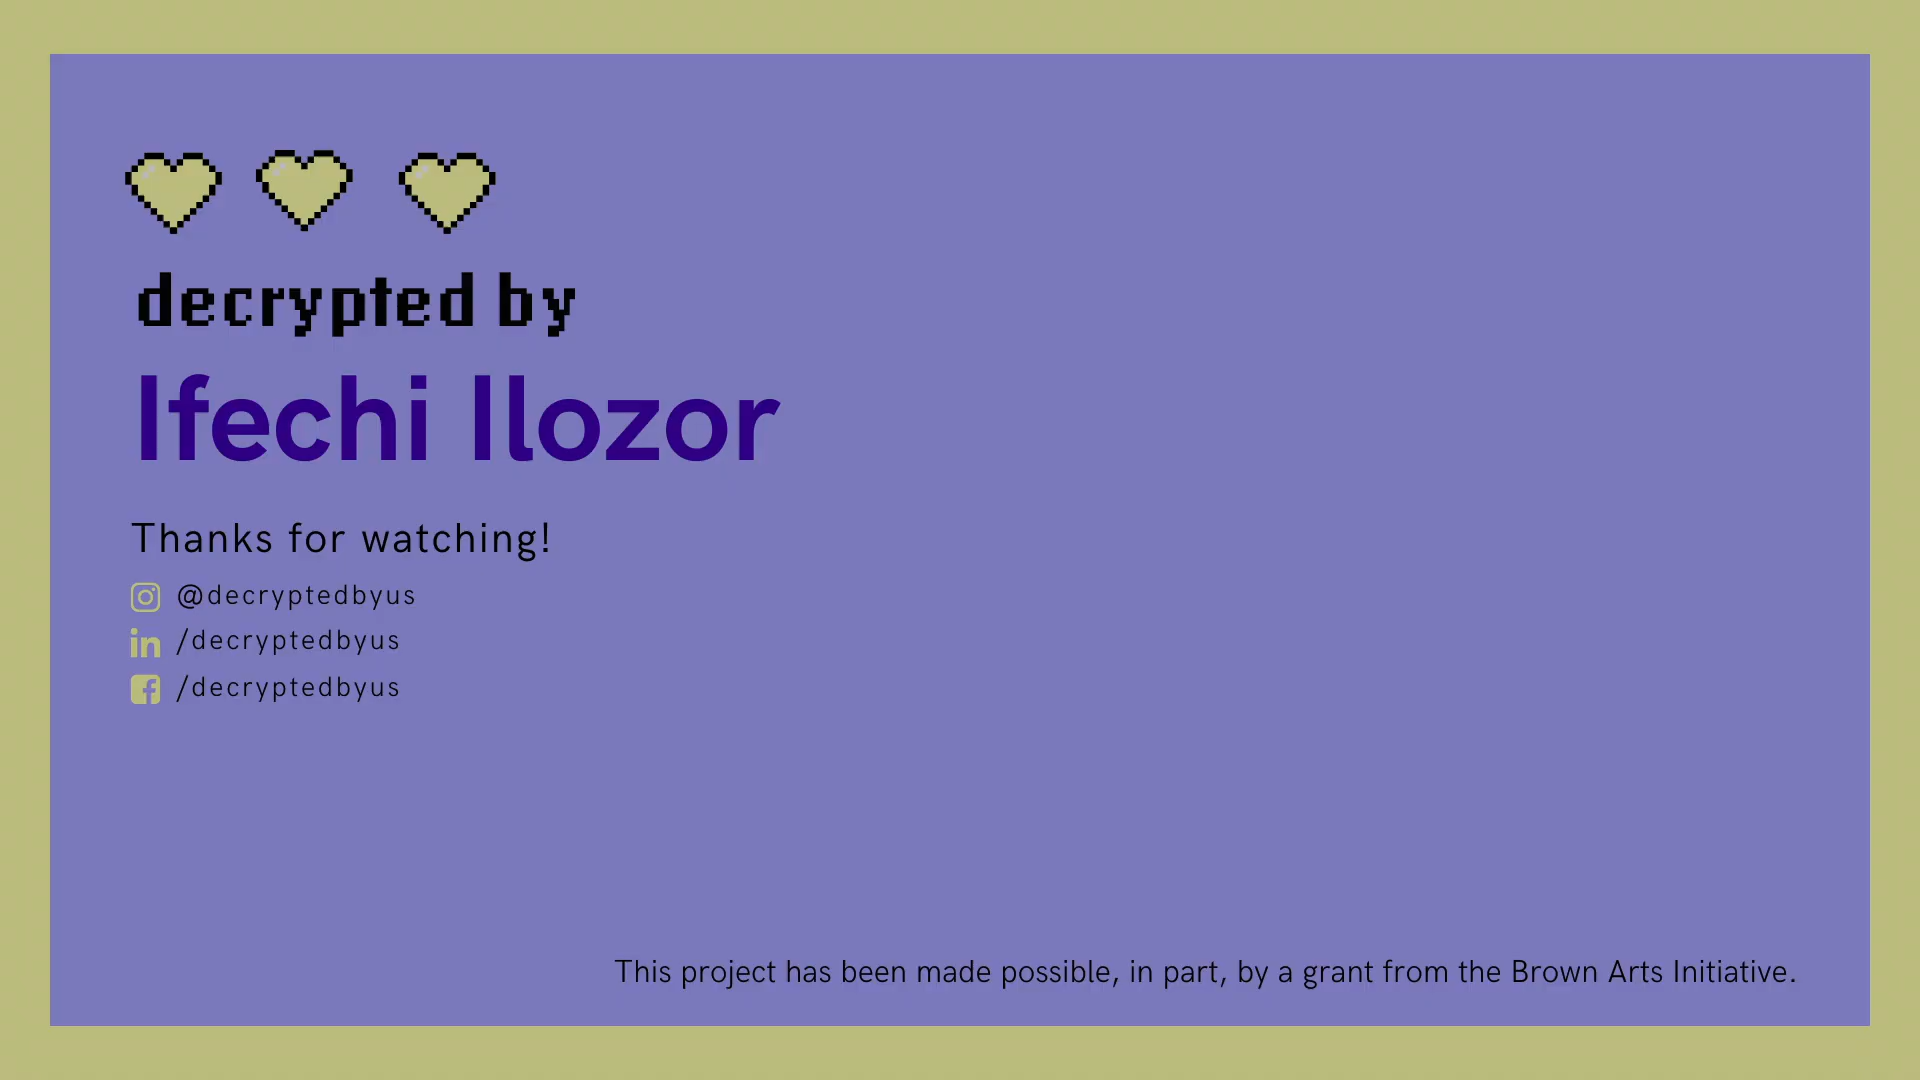 decrypted by
Ifechi Ilozor
Thanks for watching!
@decryptedbyus
in /decryptedbyus
f /decryptedbyus
This project has been made possible, in part, by a grant from the Brown Arts Initiative.